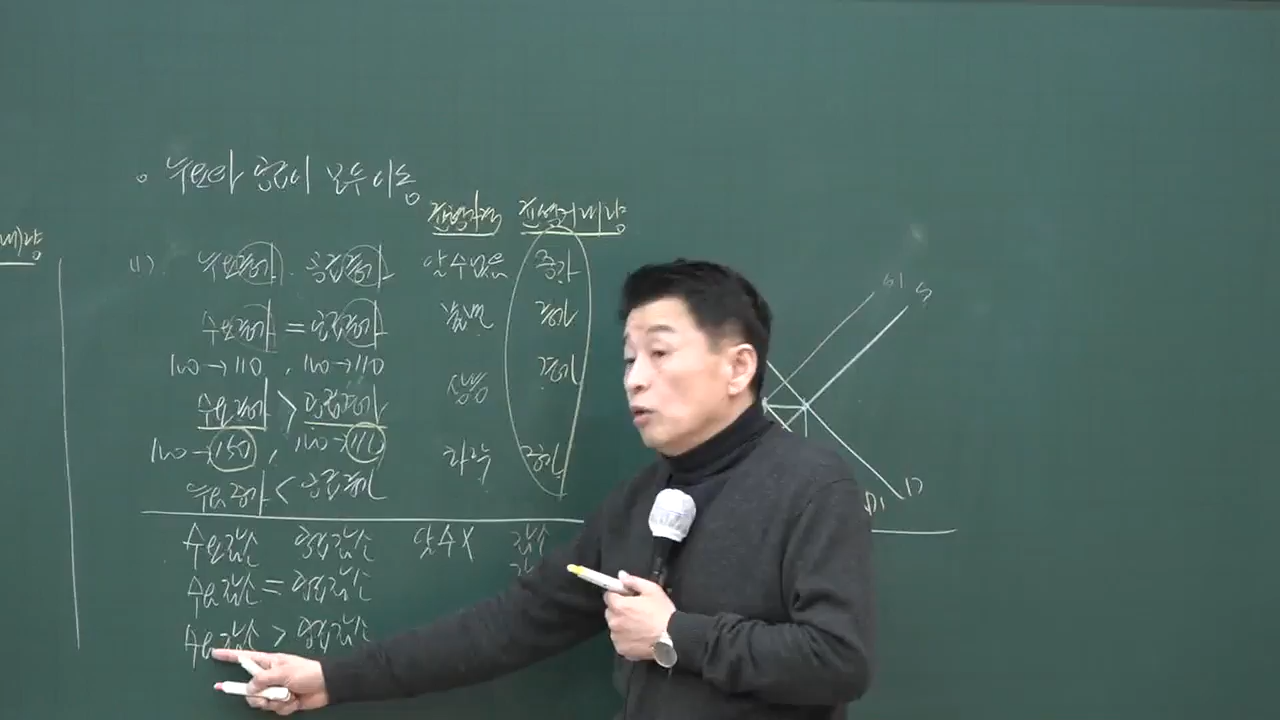 수요와 공급이 모두 이동
균형가격 균형거래량
래량
1) 수요증가, 공급증가 알 수 없음 증가
수요증가 = 공급증가 불변 증가
100→110, 100→110
수요증가 > 공급증가 상승 증가
100→150, 100→111
수요증가 < 공급증가 하락 증가
수요감소 공급감소 알 수 X 감소
수요감소 = 공급감소
수요감소 > 공급감소
S1 S
D1 D